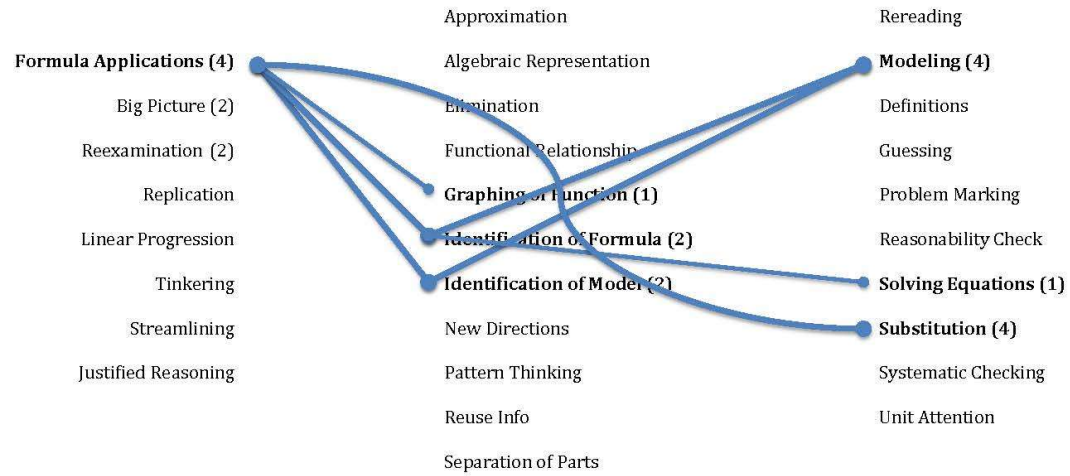 Formula Applications (4)
Big Picture (2)
Reexamination (2)
Replication
Linear Progression
Tinkering
Streamlining
Justified Reasoning
Approximation
Algebraic Representation
Elimination
Functional Relationship
Graphing of Function (1)
Identification of Formula (2)
Identification of Model (2)
New Directions
Pattern Thinking
Reuse Info
Separation of Parts
Rereading
Modeling (4)
Definitions
Guessing
Problem Marking
Reasonability Check
Solving Equations (1)
Substitution (4)
Systematic Checking
Unit Attention